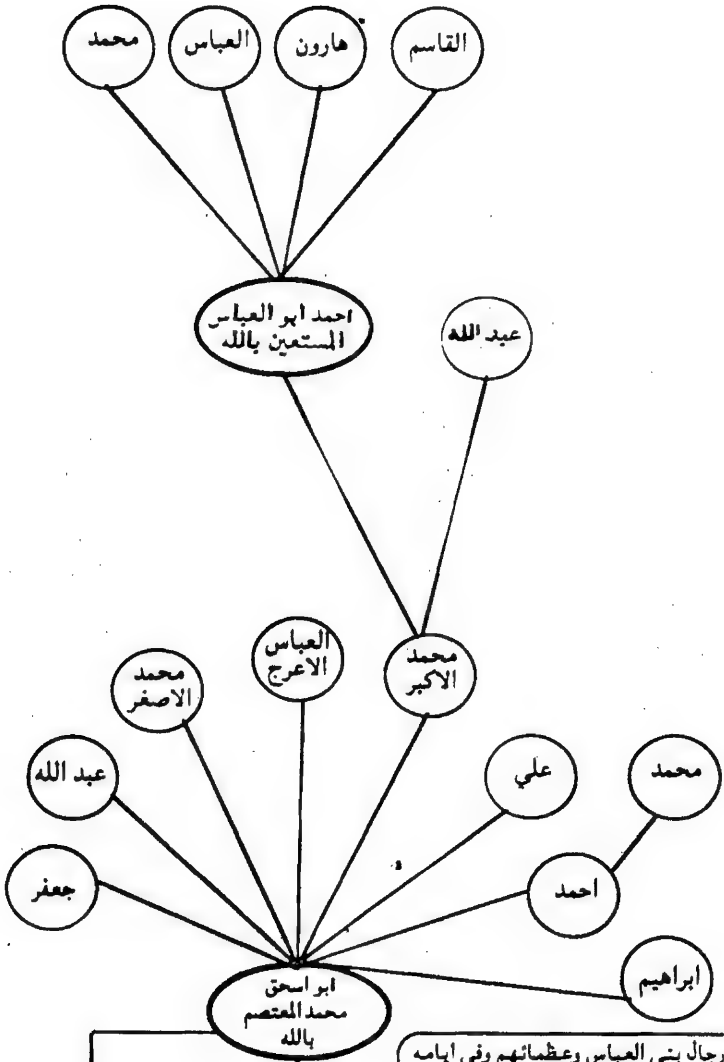 القاسم
هارون
العباس
محمد
احمد ابو العباس
المستعين بالله
عبد الله
العباس
الاعرج
محمد
الاكبر
محمد
الاصغر
عبد الله
علي
محمد
جعفر
احمد
ابراهيم
ابو اسحق
محمد المعتصم
بالله
رجال بني العباس وعظمائهم وفي ايامه